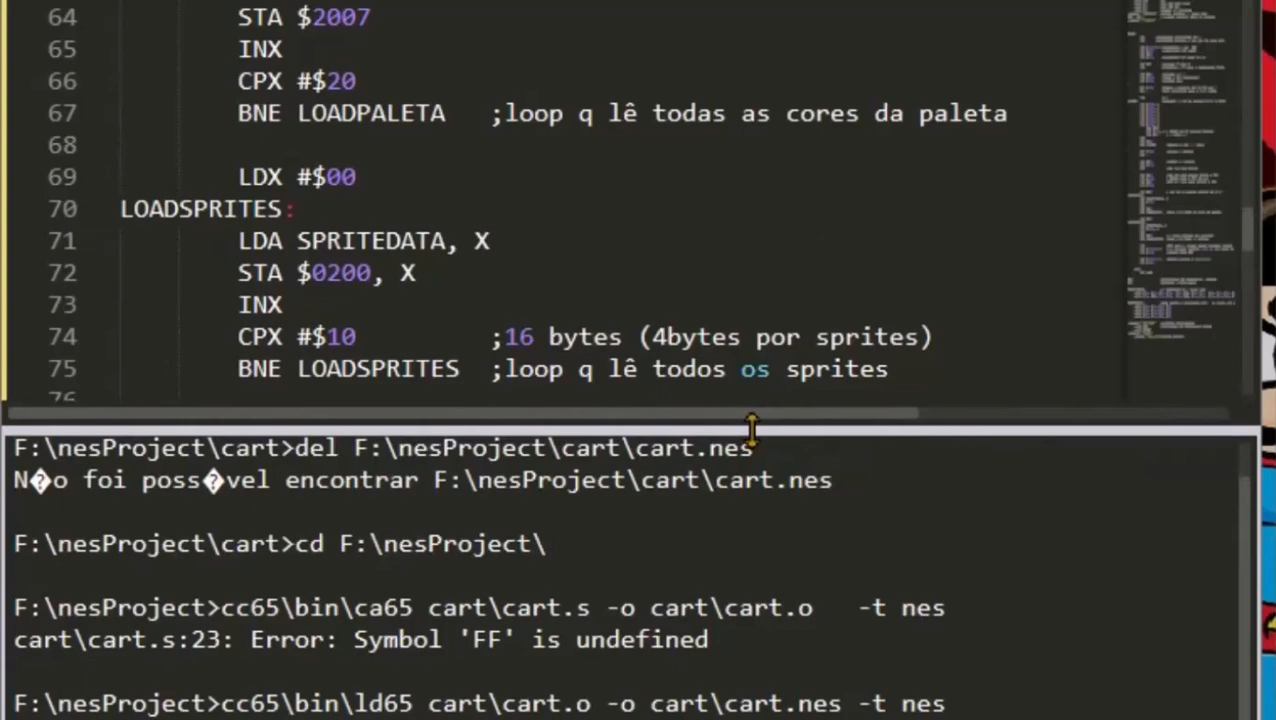 64 STA $2007
65 INX
66 CPX #$20
67 BNE LOADPALETA ;loop q lê todas as cores da paleta
68
69 LDX #$00
70 LOADSPRITES:
71 LDA SPRITEDATA, X
72 STA $0200, X
73 INX
74 CPX #$10 ;16 bytes (4bytes por sprites)
75 BNE LOADSPRITES ;loop q lê todos os sprites
76
F:\nesProject\cart>del F:\nesProject\cart\cart.nes
N�o foi poss�vel encontrar F:\nesProject\cart\cart.nes
F:\nesProject\cart>cd F:\nesProject\
F:\nesProject>cc65\bin\ca65 cart\cart.s -o cart\cart.o -t nes
cart\cart.s:23: Error: Symbol 'FF' is undefined
F:\nesProject>cc65\bin\ld65 cart\cart.o -o cart\cart.nes -t nes